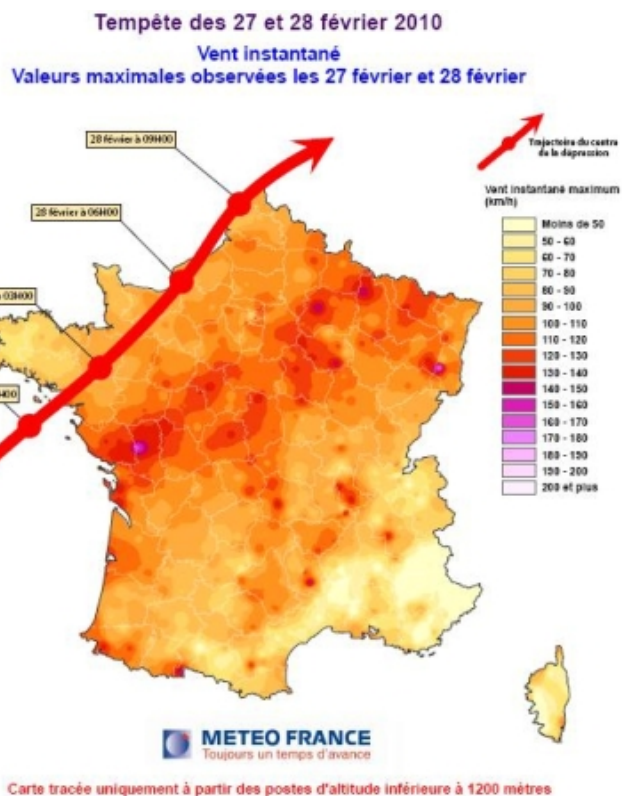 Tempête des 27 et 28 février 2010
Vent instantané
Valeurs maximales observées les 27 février et 28 février
28 février à 09H00
Trajectoire du centre
de la dépression
28 février à 06H00
à 03H00
H00
Vent instantané maximum
(km/h)
Moins de 50
50 - 60
60 - 70
70 - 80
80 - 90
90 - 100
100 - 110
110 - 120
120 - 130
130 - 140
140 - 150
150 - 160
160 - 170
170 - 180
180 - 190
190 - 200
200 et plus
METEO FRANCE
Toujours un temps d'avance
Carte tracée uniquement à partir des postes d'altitude inférieure à 1200 mètres